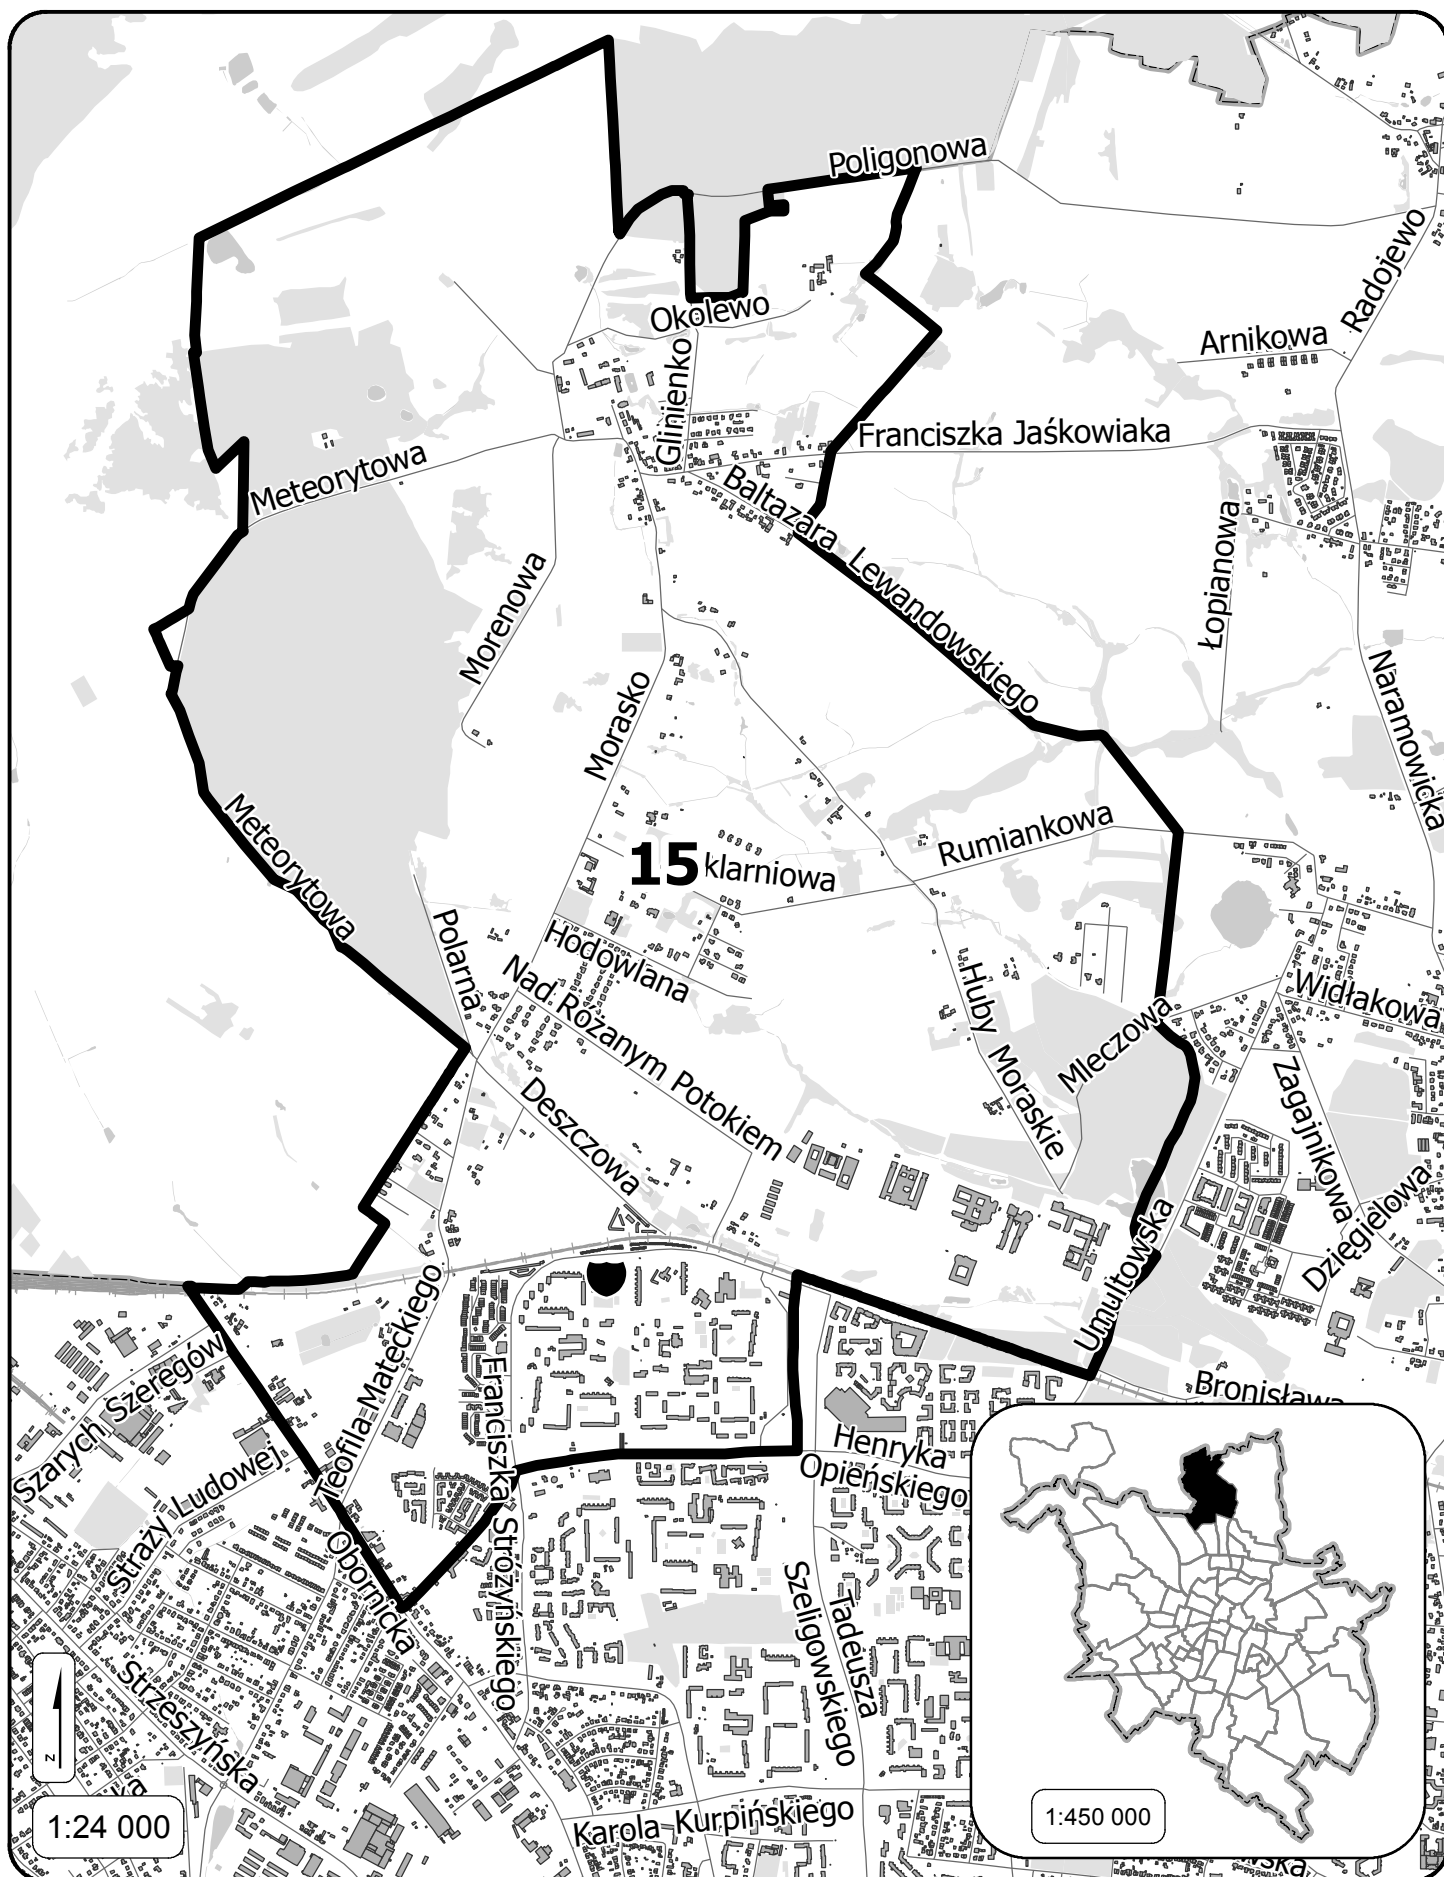 Poligonowa
Radojewo
Okolewo
Arnikowa
Glinienko
Franciszka Jaśkowiaka
Meteorytowa
Baltazara Lewandowskiego
Łopianowa
Morenowa
Morasko
Naramowicka
Meteorytowa
Rumiankowa
15
klarniowa
Polarna
Hodowlana
Nad Różanym Potokiem
Huby Moraskie
Widłakowa
Mleczowa
Deszczowa
Zagajnikowa
Dzięgielowa
Umultowska
Teofila Mateckiego
Szarych Szeregów
Franciszka Stróżyńskiego
Bronisława
Henryka
Opieńskiego
Straży Ludowej
Obornicka
Tadeusza
Szeligowskiego
Strzeszyńska
Karola Kurpińskiego
N
1:24 000
1:450 000